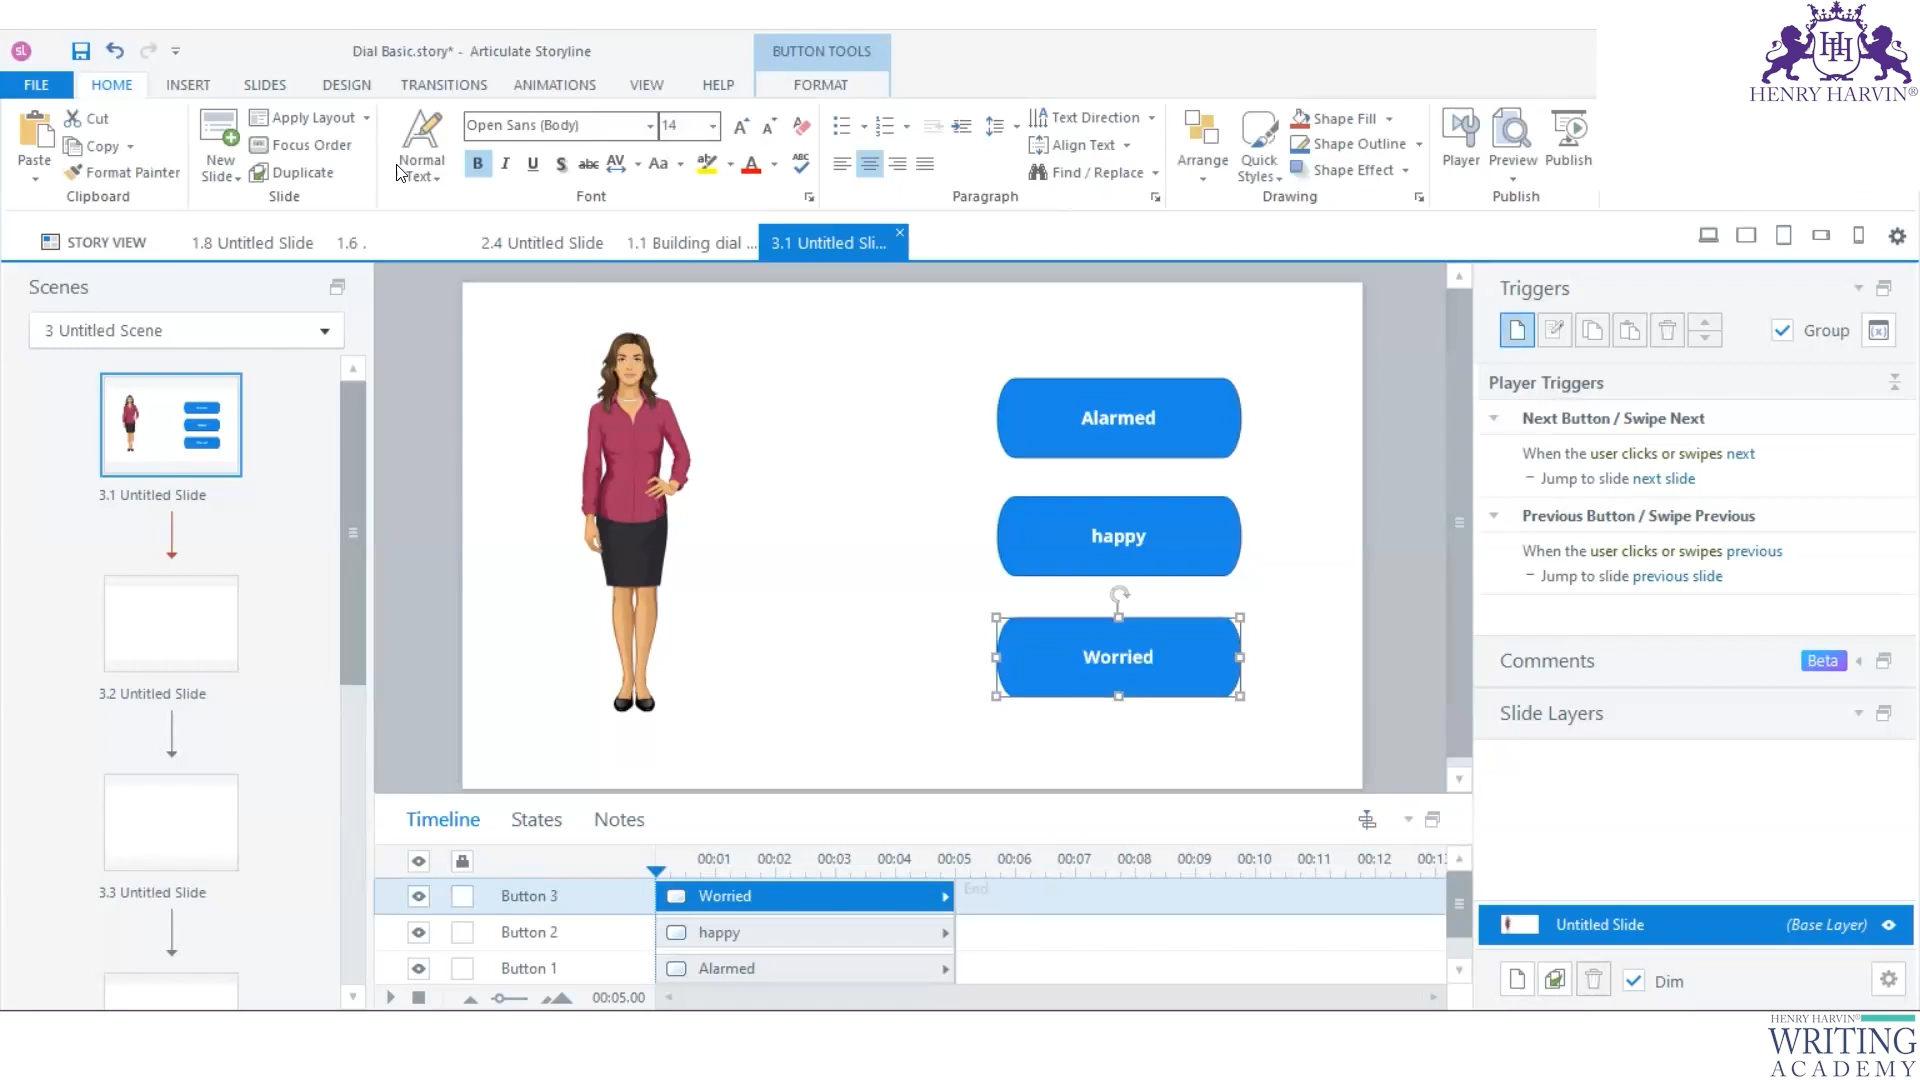 HENRY HARVIN®
sl
Dial Basic.story* - Articulate Storyline
BUTTON TOOLS
FILE
HOME
INSERT
SLIDES
DESIGN
TRANSITIONS
ANIMATIONS
VIEW
HELP
FORMAT
Paste
Cut
Copy
Format Painter
Clipboard
New
Slide
Apply Layout
Focus Order
Duplicate
Slide
Normal
Text
Open Sans (Body)
14
B I U S abc AV Aa ab A ABC
Font
Text Direction
Align Text
Find / Replace
Paragraph
Arrange
Quick
Styles
Shape Fill
Shape Outline
Shape Effect
Drawing
Player
Preview
Publish
Publish
STORY VIEW
1.8 Untitled Slide
1.6 .
2.4 Untitled Slide
1.1 Building dial ...
3.1 Untitled Sli...
Scenes
3 Untitled Scene
3.1 Untitled Slide
3.2 Untitled Slide
3.3 Untitled Slide
Alarmed
happy
Worried
Triggers
Group
Player Triggers
Next Button / Swipe Next
When the user clicks or swipes next
– Jump to slide next slide
Previous Button / Swipe Previous
When the user clicks or swipes previous
– Jump to slide previous slide
Comments
Beta
Slide Layers
Untitled Slide
(Base Layer)
Dim
Timeline
States
Notes
00:01 00:02 00:03 00:04 00:05 00:06 00:07 00:08 00:09 00:10 00:11 00:12 00:13
Button 3
Worried
End
Button 2
happy
Button 1
Alarmed
00:05.00
HENRY HARVIN®
WRITING
ACADEMY